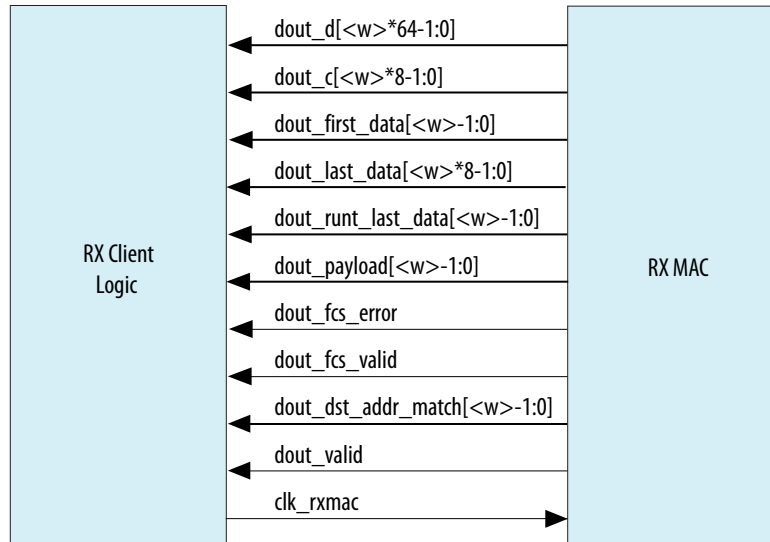 dout_d[<w>*64-1:0]
dout_c[<w>*8-1:0]
dout_first_data[<w>-1:0]
dout_last_data[<w>*8-1:0]
dout_runt_last_data[<w>-1:0]
RX Client
Logic
dout_payload[<w>-1:0]
RX MAC
dout_fcs_error
dout_fcs_valid
dout_dst_addr_match[<w>-1:0]
dout_valid
clk_rxmac